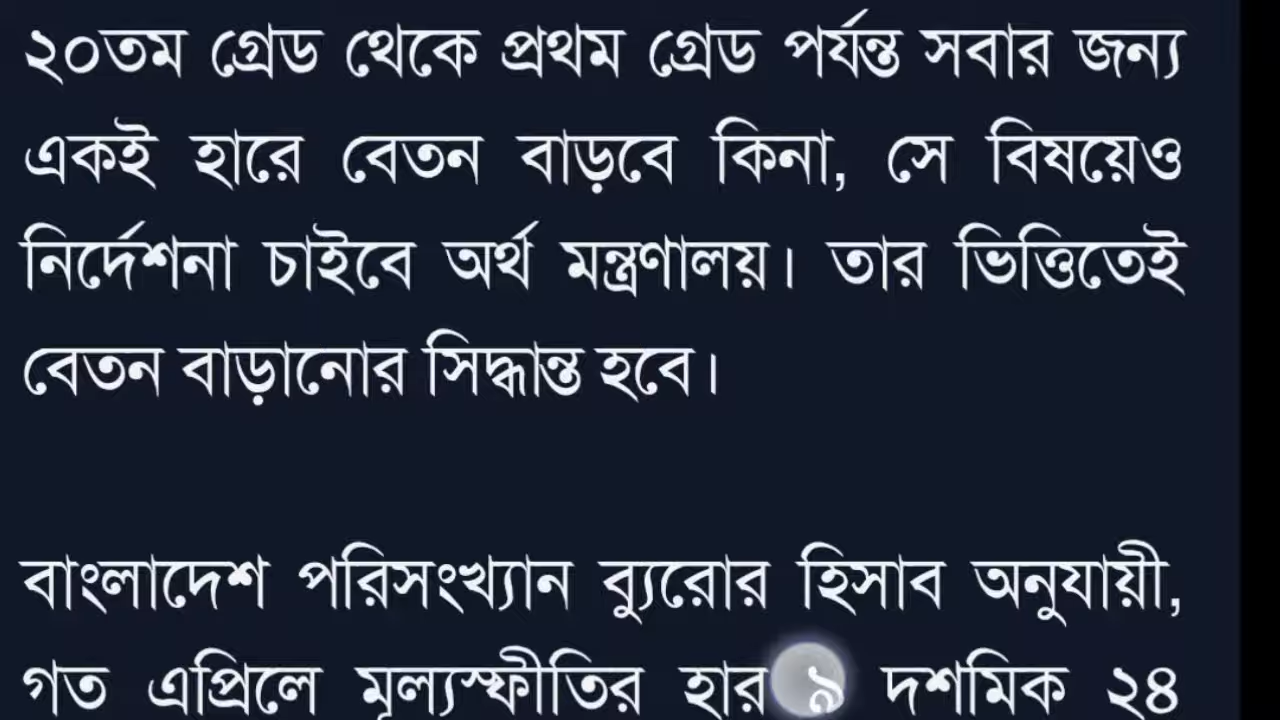 ২০তম গ্রেড থেকে প্রথম গ্রেড পর্যন্ত সবার জন্য
একই হারে বেতন বাড়বে কিনা, সে বিষয়েও
নির্দেশনা চাইবে অর্থ মন্ত্রণালয়। তার ভিত্তিতেই
বেতন বাড়ানোর সিদ্ধান্ত হবে।
বাংলাদেশ পরিসংখ্যান ব্যুরোর হিসাব অনুযায়ী,
গত এপ্রিলে মূল্যস্ফীতির হার ৯ দশমিক ২৪